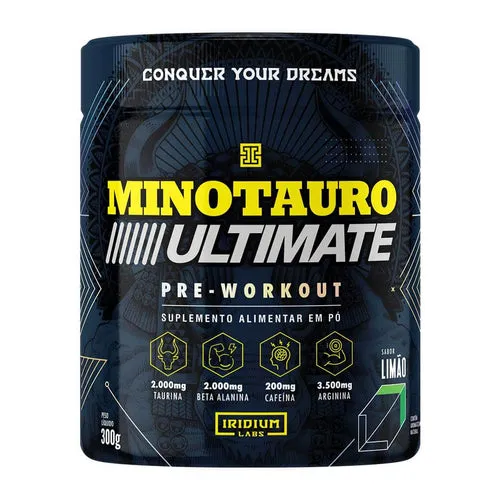 CONQUER YOUR DREAMS
MINOTAURO
ULTIMATE
PRE-WORKOUT
SUPLEMENTO ALIMENTAR EM PÓ
2.000mg
TAURINA
2.000mg
BETA ALANINA
200mg
CAFEÍNA
3.500mg
ARGININA
SABOR
LIMÃO
PESO
LÍQUIDO
300g
IRIDIUM
LABS